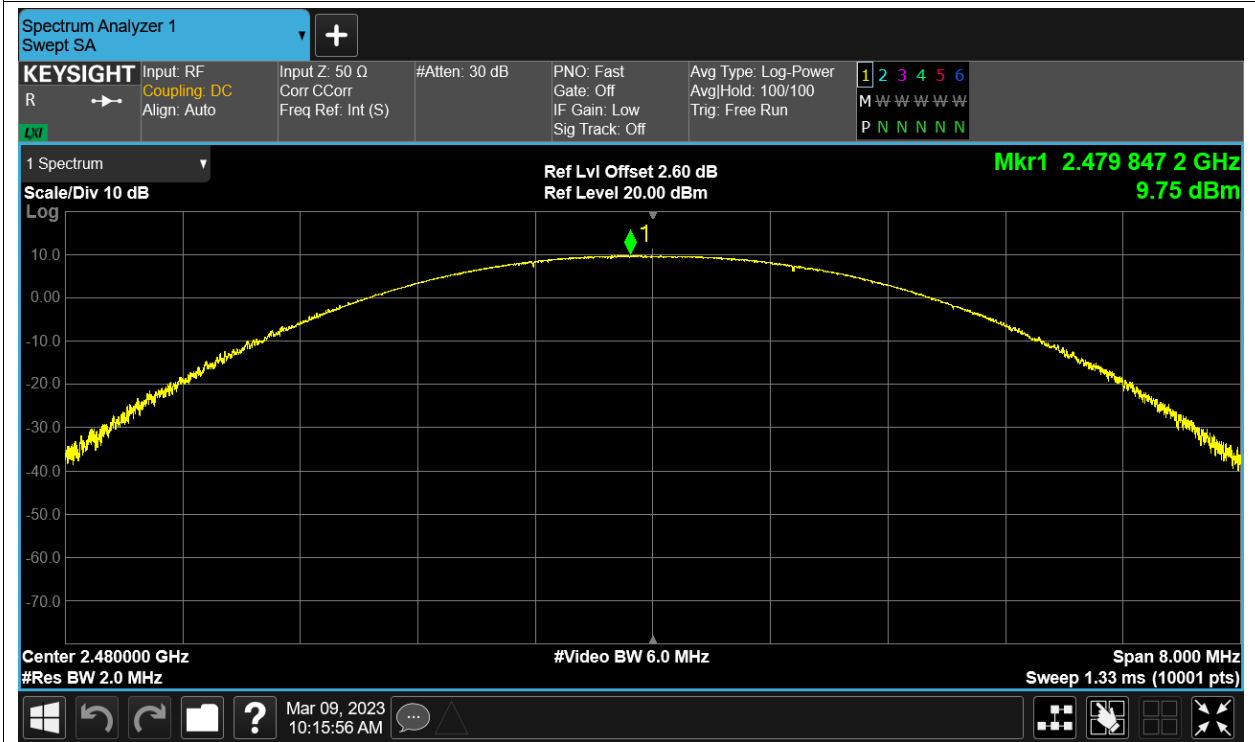 Spectrum Analyzer 1
Swept SA
+
KEYSIGHT
R
LXI
Input: RF
Coupling: DC
Align: Auto
Input Z: 50 Ω
Corr CCorr
Freq Ref: Int (S)
#Atten: 30 dB
PNO: Fast
Gate: Off
IF Gain: Low
Sig Track: Off
Avg Type: Log-Power
Avg|Hold: 100/100
Trig: Free Run
1 2 3 4 5 6
M W W W W W
P N N N N N
1 Spectrum
Scale/Div 10 dB
Log
Ref Lvl Offset 2.60 dB
Ref Level 20.00 dBm
Mkr1 2.479 847 2 GHz
9.75 dBm
1
10.0
0.00
-10.0
-20.0
-30.0
-40.0
-50.0
-60.0
-70.0
Center 2.480000 GHz
#Res BW 2.0 MHz
#Video BW 6.0 MHz
Span 8.000 MHz
Sweep 1.33 ms (10001 pts)
?
Mar 09, 2023
10:15:56 AM